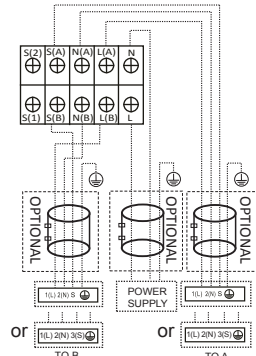 S(2) S(A) N(A) L(A) N
S(1) S(B) N(B) L(B) L
OPTIONAL
OPTIONAL
OPTIONAL
1(L) 2(N) S
POWER
SUPPLY
1(L) 2(N) S
or
1(L) 2(N) 3(S)
or
1(L) 2(N) 3(S)
TO B
TO A